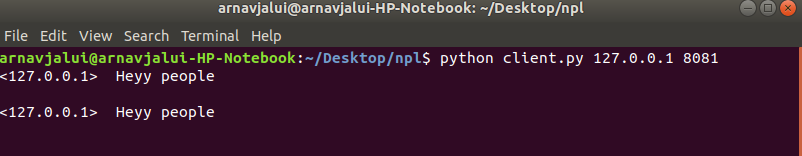 arnavjalui@arnavjalui-HP-Notebook: ~/Desktop/npl
File Edit View Search Terminal Help
arnavjalui@arnavjalui-HP-Notebook:~/Desktop/npl$ python client.py 127.0.0.1 8081
<127.0.0.1>  Heyy people
<127.0.0.1>  Heyy people